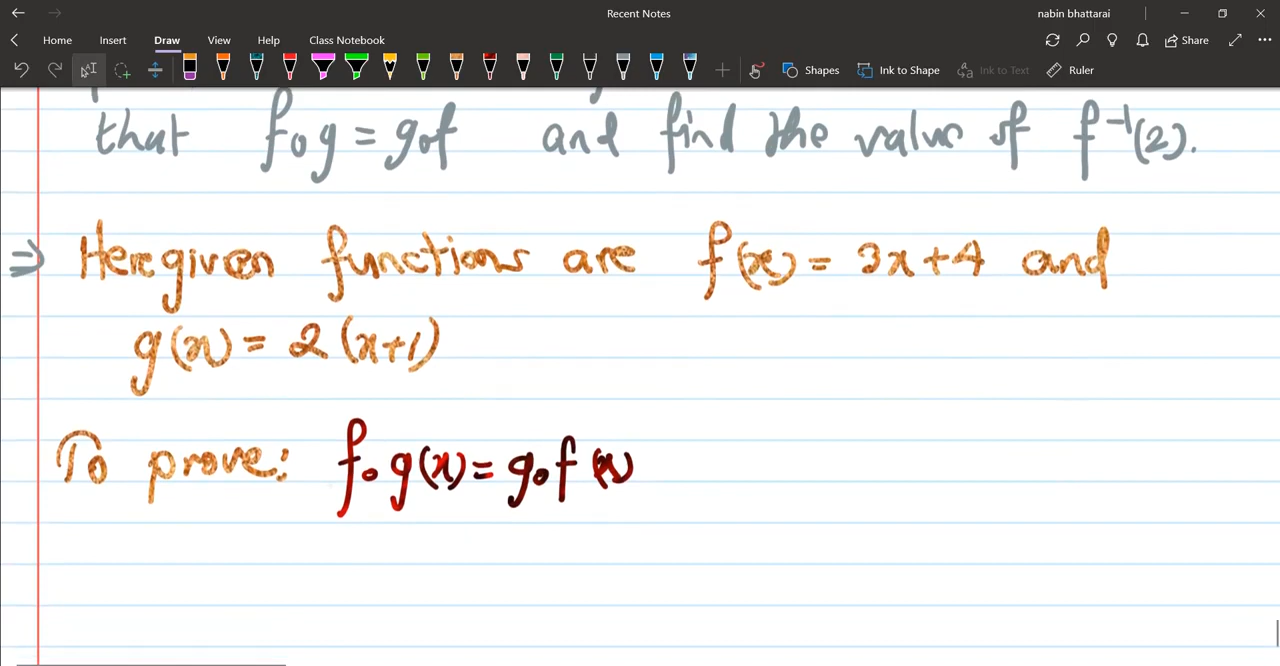 Recent Notes
nabin bhattarai
Home Insert Draw View Help Class Notebook
Share
Shapes Ink to Shape Ink to Text Ruler
that fog = gof and find the value of f⁻¹(2).
⇒ Here given functions are f(x) = 3x+4 and
g(x) = 2(x+1)
To prove: fog(x) = gof(x)